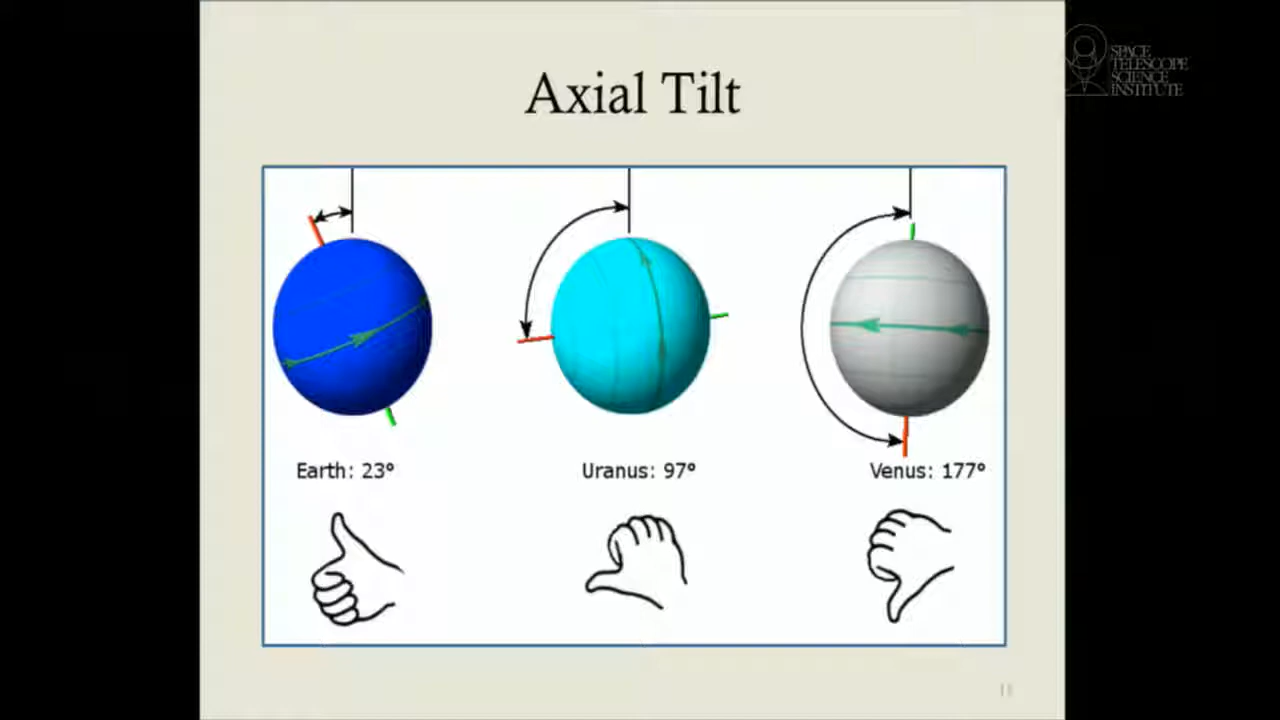 SPACE
TELESCOPE
SCIENCE
INSTITUTE
Axial Tilt
Earth: 23°
Uranus: 97°
Venus: 177°